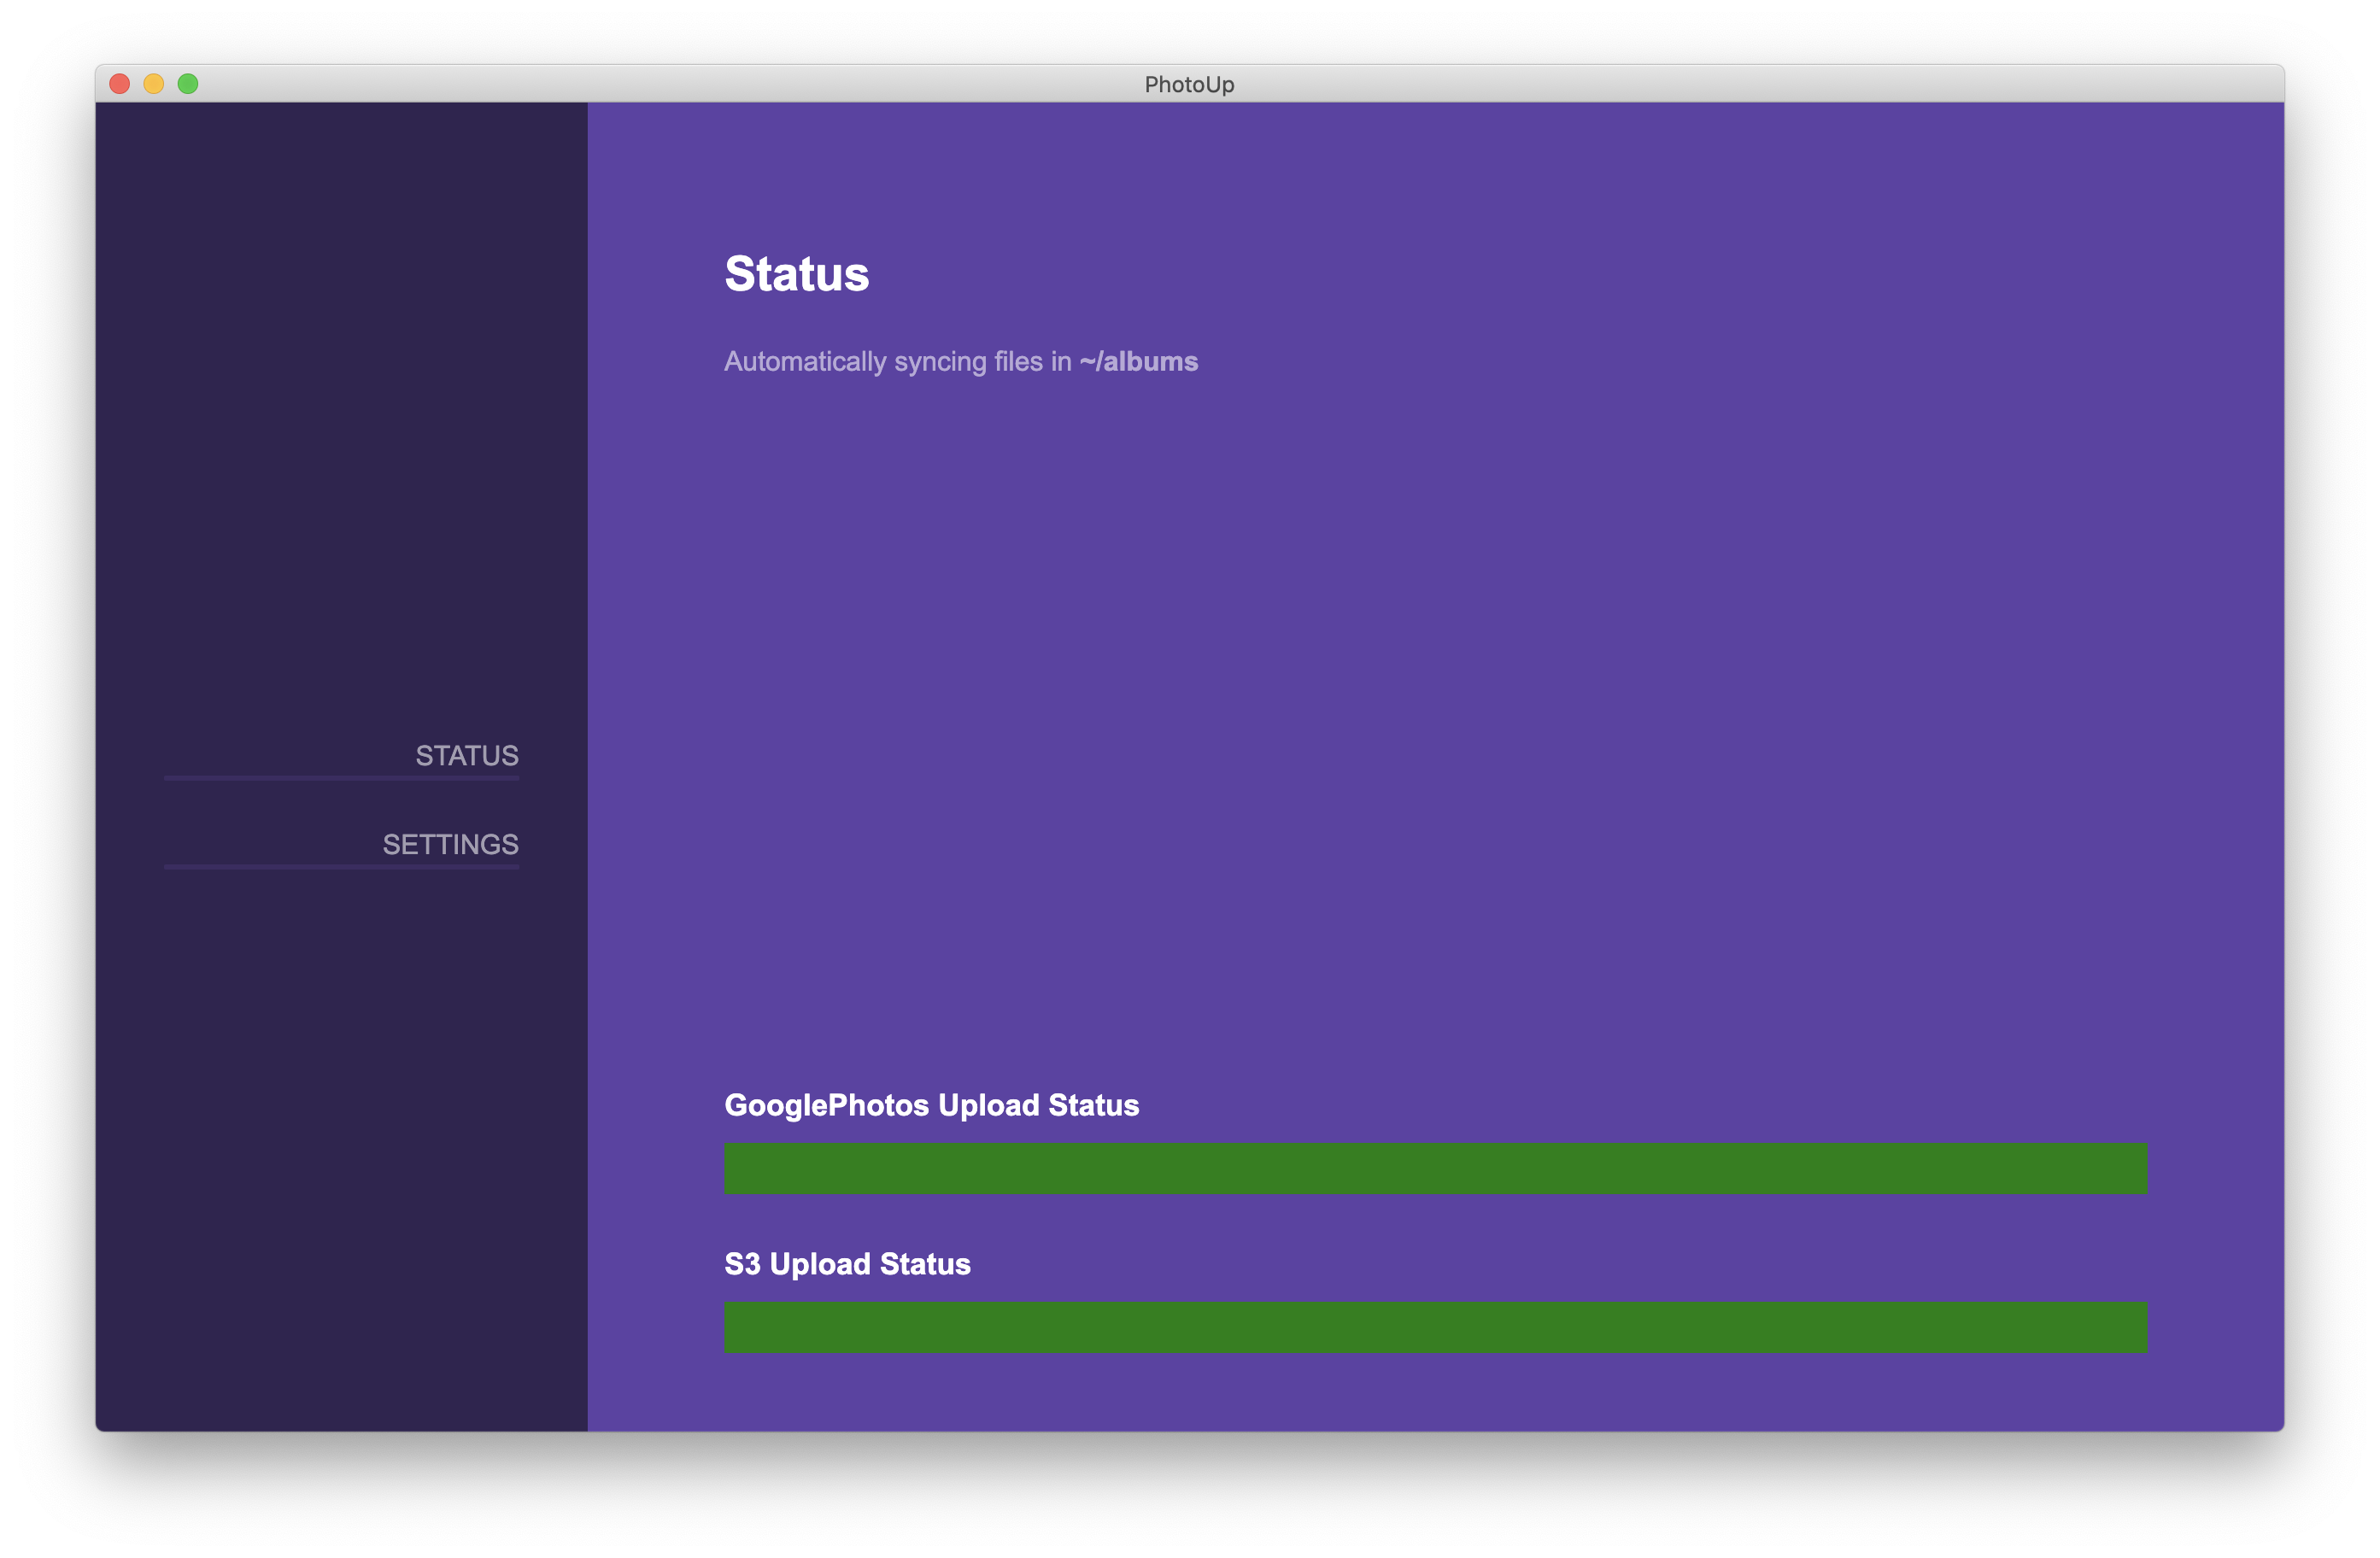 PhotoUp
STATUS
SETTINGS
Status
Automatically syncing files in ~/albums
GooglePhotos Upload Status
S3 Upload Status